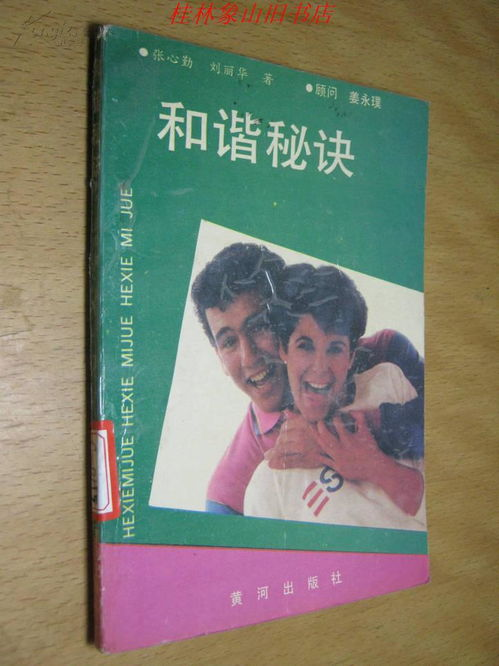 桂林象山旧书店
●张心勤 刘丽华 著
●顾问 姜永璞
和谐秘诀
HEXIEMIJUE·HEXIE MIJUE HEXIE MI JUE
黄河出版社